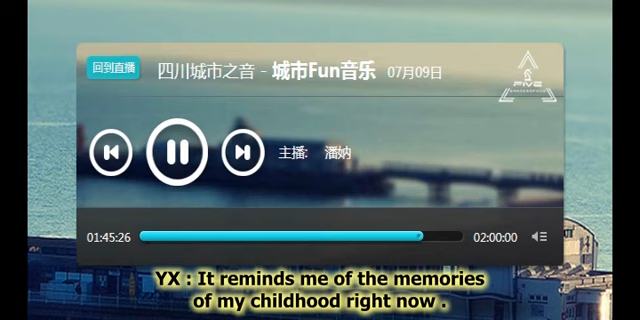 回到直播
四川城市之音 - 城市Fun音乐 07月09日
FIVE
主播: 潘妠
01:45:26
02:00:00
YX : It reminds me of the memories
of my childhood right now .